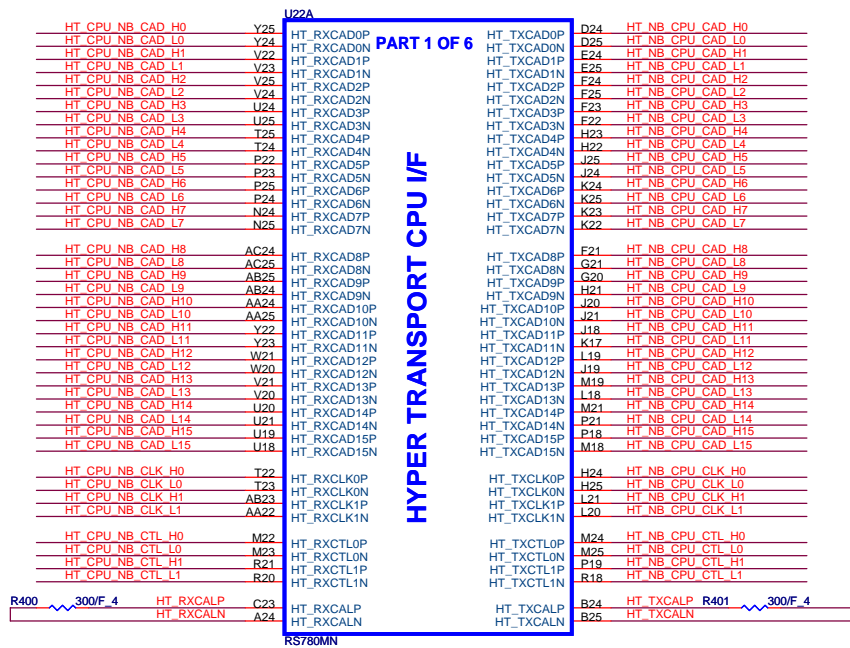 U22A
HT_CPU_NB_CAD_H0 Y25 HT_RXCAD0P PART 1 OF 6 HT_TXCAD0P D24 HT_NB_CPU_CAD_H0
HT_CPU_NB_CAD_L0 Y24 HT_RXCAD0N HT_TXCAD0N D25 HT_NB_CPU_CAD_L0
HT_CPU_NB_CAD_H1 V22 HT_RXCAD1P HT_TXCAD1P E24 HT_NB_CPU_CAD_H1
HT_CPU_NB_CAD_L1 V23 HT_RXCAD1N HT_TXCAD1N E25 HT_NB_CPU_CAD_L1
HT_CPU_NB_CAD_H2 V25 HT_RXCAD2P HT_TXCAD2P F24 HT_NB_CPU_CAD_H2
HT_CPU_NB_CAD_L2 V24 HT_RXCAD2N HT_TXCAD2N F25 HT_NB_CPU_CAD_L2
HT_CPU_NB_CAD_H3 U24 HT_RXCAD3P HT_TXCAD3P F23 HT_NB_CPU_CAD_H3
HT_CPU_NB_CAD_L3 U25 HT_RXCAD3N HT_TXCAD3N F22 HT_NB_CPU_CAD_L3
HT_CPU_NB_CAD_H4 T25 HT_RXCAD4P HT_TXCAD4P H23 HT_NB_CPU_CAD_H4
HT_CPU_NB_CAD_L4 T24 HT_RXCAD4N HT_TXCAD4N H22 HT_NB_CPU_CAD_L4
HT_CPU_NB_CAD_H5 P22 HT_RXCAD5P HT_TXCAD5P J25 HT_NB_CPU_CAD_H5
HT_CPU_NB_CAD_L5 P23 HT_RXCAD5N HT_TXCAD5N J24 HT_NB_CPU_CAD_L5
HT_CPU_NB_CAD_H6 P25 HT_RXCAD6P HT_TXCAD6P K24 HT_NB_CPU_CAD_H6
HT_CPU_NB_CAD_L6 P24 HT_RXCAD6N HT_TXCAD6N K25 HT_NB_CPU_CAD_L6
HT_CPU_NB_CAD_H7 N24 HT_RXCAD7P HT_TXCAD7P K23 HT_NB_CPU_CAD_H7
HT_CPU_NB_CAD_L7 N25 HT_RXCAD7N HT_TXCAD7N K22 HT_NB_CPU_CAD_L7
HYPER TRANSPORT CPU I/F
HT_CPU_NB_CAD_H8 AC24 HT_RXCAD8P HT_TXCAD8P F21 HT_NB_CPU_CAD_H8
HT_CPU_NB_CAD_L8 AC25 HT_RXCAD8N HT_TXCAD8N G21 HT_NB_CPU_CAD_L8
HT_CPU_NB_CAD_H9 AB25 HT_RXCAD9P HT_TXCAD9P G20 HT_NB_CPU_CAD_H9
HT_CPU_NB_CAD_L9 AB24 HT_RXCAD9N HT_TXCAD9N H21 HT_NB_CPU_CAD_L9
HT_CPU_NB_CAD_H10 AA24 HT_RXCAD10P HT_TXCAD10P J20 HT_NB_CPU_CAD_H10
HT_CPU_NB_CAD_L10 AA25 HT_RXCAD10N HT_TXCAD10N J21 HT_NB_CPU_CAD_L10
HT_CPU_NB_CAD_H11 Y22 HT_RXCAD11P HT_TXCAD11P J18 HT_NB_CPU_CAD_H11
HT_CPU_NB_CAD_L11 Y23 HT_RXCAD11N HT_TXCAD11N K17 HT_NB_CPU_CAD_L11
HT_CPU_NB_CAD_H12 W21 HT_RXCAD12P HT_TXCAD12P L19 HT_NB_CPU_CAD_H12
HT_CPU_NB_CAD_L12 W20 HT_RXCAD12N HT_TXCAD12N J19 HT_NB_CPU_CAD_L12
HT_CPU_NB_CAD_H13 V21 HT_RXCAD13P HT_TXCAD13P M19 HT_NB_CPU_CAD_H13
HT_CPU_NB_CAD_L13 V20 HT_RXCAD13N HT_TXCAD13N L18 HT_NB_CPU_CAD_L13
HT_CPU_NB_CAD_H14 U20 HT_RXCAD14P HT_TXCAD14P M21 HT_NB_CPU_CAD_H14
HT_CPU_NB_CAD_L14 U21 HT_RXCAD14N HT_TXCAD14N P21 HT_NB_CPU_CAD_L14
HT_CPU_NB_CAD_H15 U19 HT_RXCAD15P HT_TXCAD15P P18 HT_NB_CPU_CAD_H15
HT_CPU_NB_CAD_L15 U18 HT_RXCAD15N HT_TXCAD15N M18 HT_NB_CPU_CAD_L15
HT_CPU_NB_CLK_H0 T22 HT_RXCLK0P HT_TXCLK0P H24 HT_NB_CPU_CLK_H0
HT_CPU_NB_CLK_L0 T23 HT_RXCLK0N HT_TXCLK0N H25 HT_NB_CPU_CLK_L0
HT_CPU_NB_CLK_H1 AB23 HT_RXCLK1P HT_TXCLK1P L21 HT_NB_CPU_CLK_H1
HT_CPU_NB_CLK_L1 AA22 HT_RXCLK1N HT_TXCLK1N L20 HT_NB_CPU_CLK_L1
HT_CPU_NB_CTL_H0 M22 HT_RXCTL0P HT_TXCTL0P M24 HT_NB_CPU_CTL_H0
HT_CPU_NB_CTL_L0 M23 HT_RXCTL0N HT_TXCTL0N M25 HT_NB_CPU_CTL_L0
HT_CPU_NB_CTL_H1 R21 HT_RXCTL1P HT_TXCTL1P P19 HT_NB_CPU_CTL_H1
HT_CPU_NB_CTL_L1 R20 HT_RXCTL1N HT_TXCTL1N R18 HT_NB_CPU_CTL_L1
R400 300/F_4 HT_RXCALP C23 HT_RXCALP HT_TXCALP B24 HT_TXCALP R401 300/F_4
HT_RXCALN A24 HT_RXCALN HT_TXCALN B25 HT_TXCALN
RS780MN